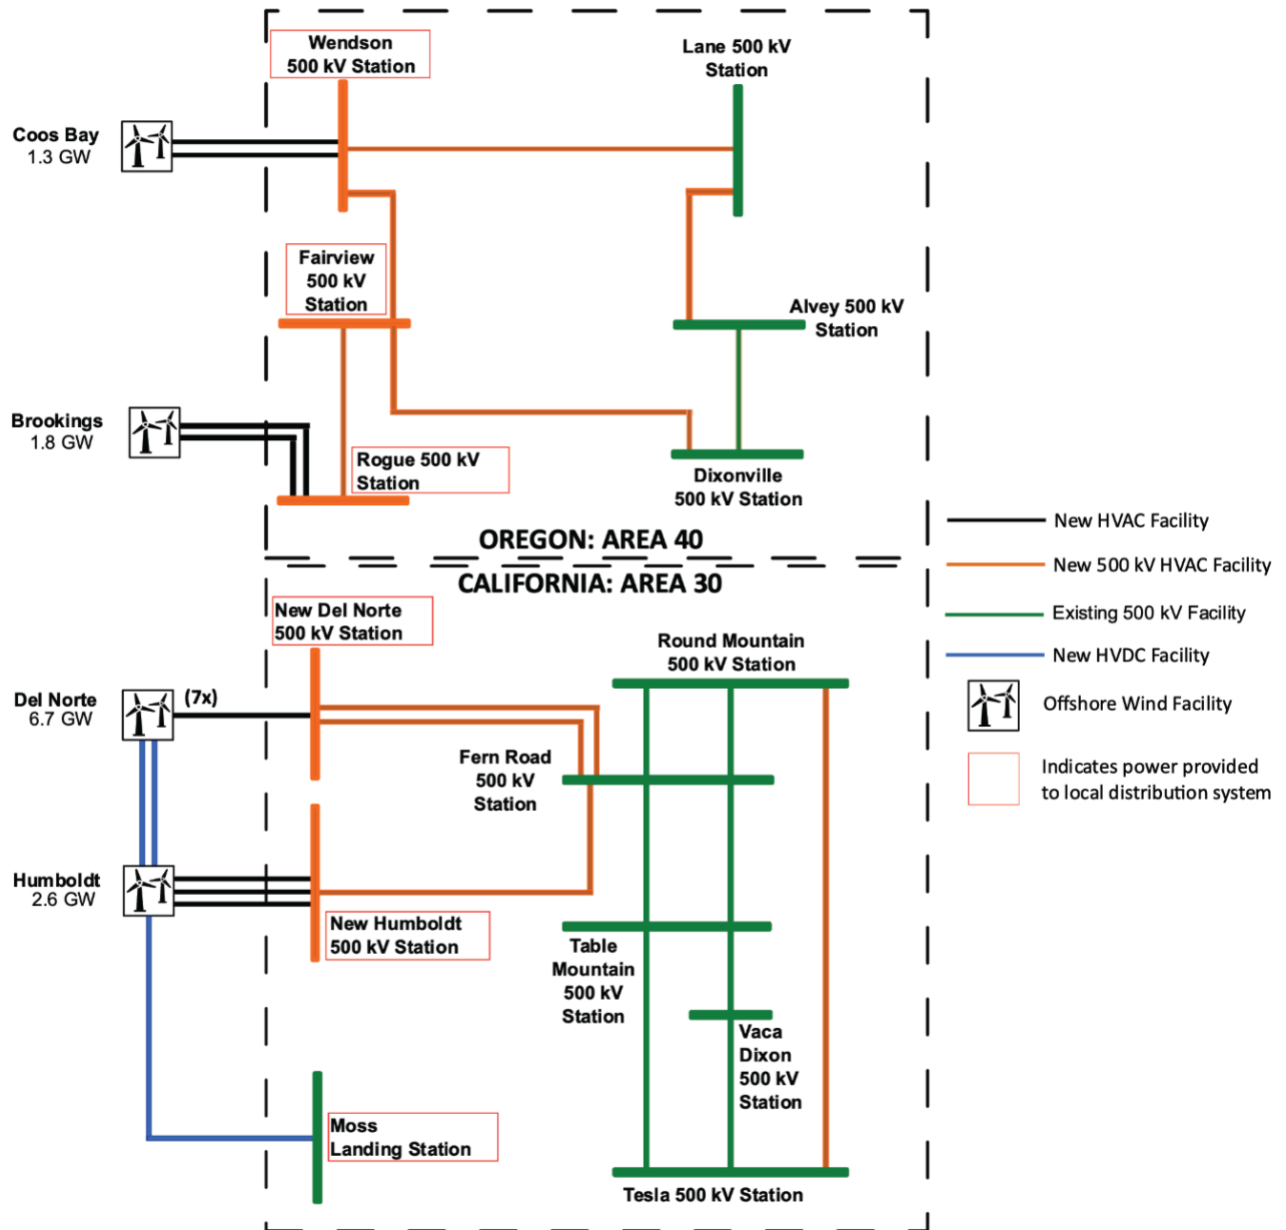 Wendson
500 kV Station
Lane 500 kV
Station
Coos Bay
1.3 GW
Fairview
500 kV
Station
Alvey 500 kV
Station
Brookings
1.8 GW
Rogue 500 kV
Station
Dixonville
500 kV Station
OREGON: AREA 40
CALIFORNIA: AREA 30
New Del Norte
500 kV Station
Round Mountain
500 kV Station
Del Norte
6.7 GW
(7x)
Fern Road
500 kV
Station
Humboldt
2.6 GW
New Humboldt
500 kV Station
Table
Mountain
500 kV
Station
Vaca
Dixon
500 kV
Station
Moss
Landing Station
Tesla 500 kV Station
New HVAC Facility
New 500 kV HVAC Facility
Existing 500 kV Facility
New HVDC Facility
Offshore Wind Facility
Indicates power provided
to local distribution system